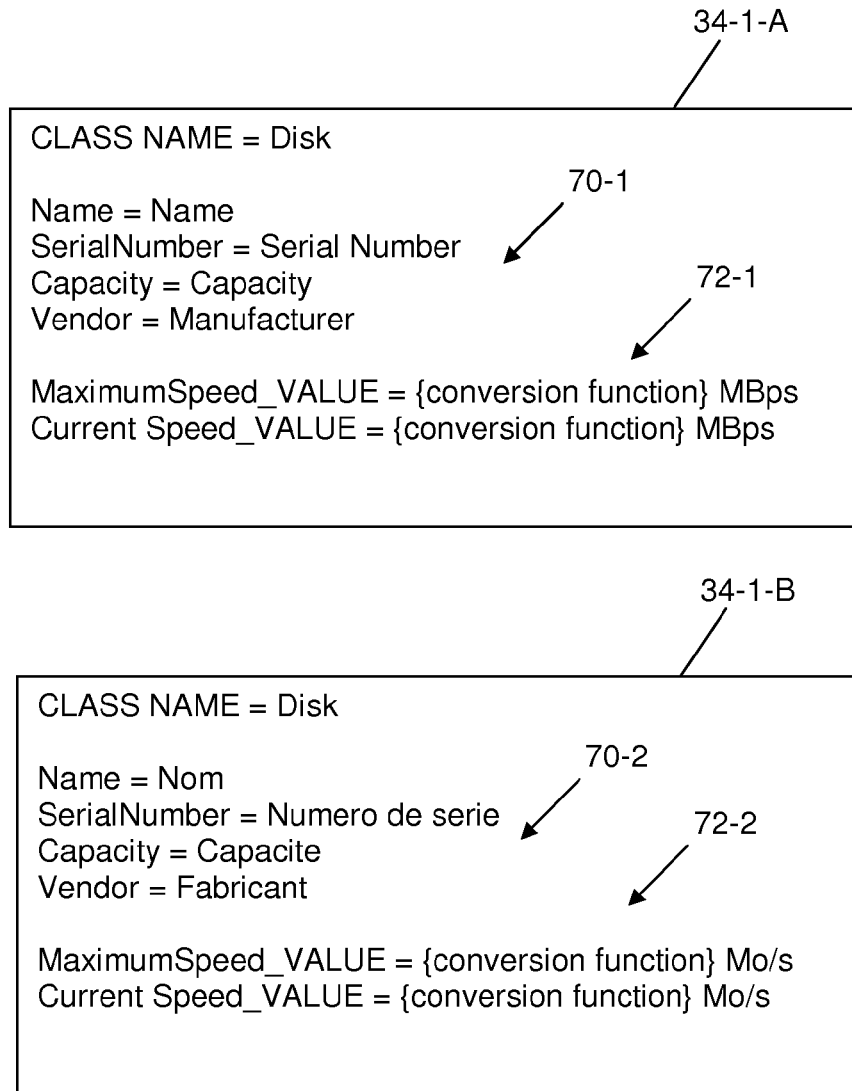 34-1-A
CLASS NAME = Disk
70-1
Name = Name
SerialNumber = Serial Number
72-1
Capacity = Capacity
Vendor = Manufacturer
MaximumSpeed_VALUE = {conversion function} MBps
Current Speed_VALUE = {conversion function} MBps
34-1-B
CLASS NAME = Disk
70-2
Name = Nom
SerialNumber = Numero de serie
72-2
Capacity = Capacite
Vendor = Fabricant
MaximumSpeed_VALUE = {conversion function} Mo/s
Current Speed_VALUE = {conversion function} Mo/s